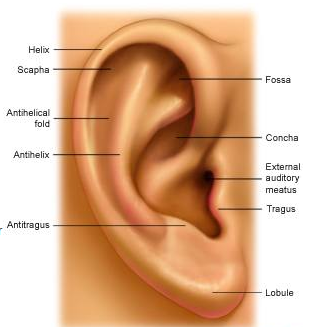 Helix
Scapha
Antihelical
fold
Antihelix
Antitragus
Fossa
Concha
External
auditory
meatus
Tragus
Lobule